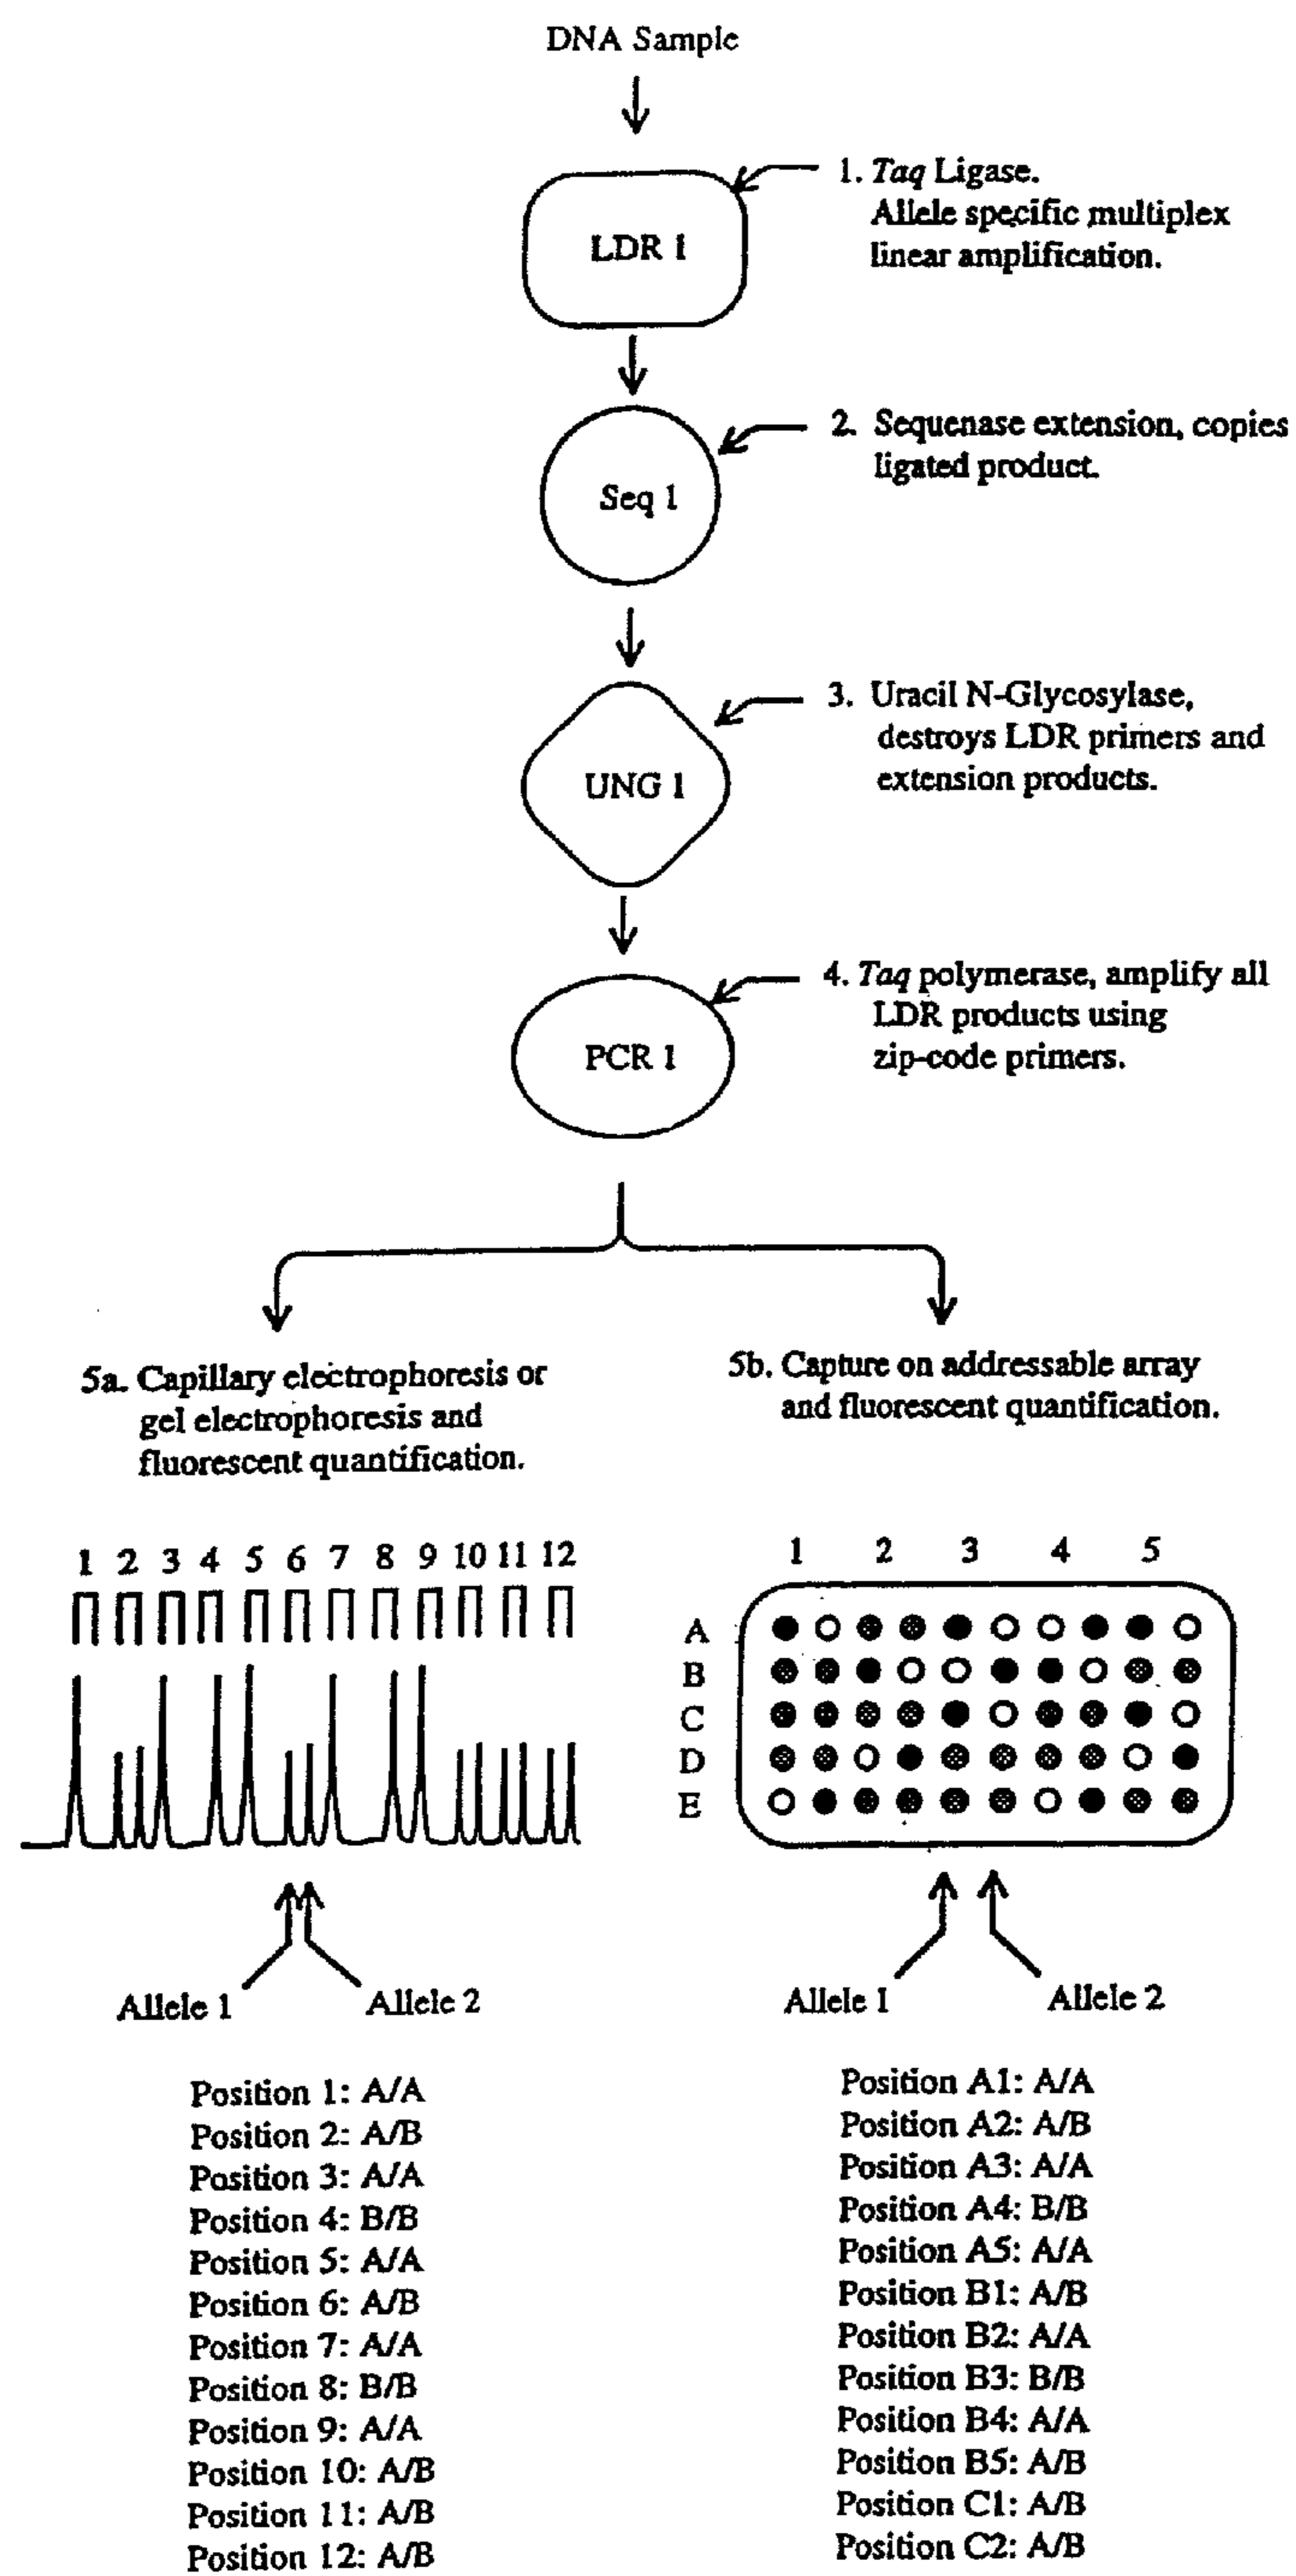 DNA Sample
LDR 1
1. Taq Ligase.
Allele specific multiplex
linear amplification.
Seq 1
2. Sequenase extension, copies
ligated product.
UNG 1
3. Uracil N-Glycosylase,
destroys LDR primers and
extension products.
PCR 1
4. Taq polymerase, amplify all
LDR products using
zip-code primers.
5a. Capillary electrophoresis or
gel electrophoresis and
fluorescent quantification.
1 2 3 4 5 6 7 8 9 10 11 12
Allele 1
Allele 2
Position 1: A/A
Position 2: A/B
Position 3: A/A
Position 4: B/B
Position 5: A/A
Position 6: A/B
Position 7: A/A
Position 8: B/B
Position 9: A/A
Position 10: A/B
Position 11: A/B
Position 12: A/B
5b. Capture on addressable array
and fluorescent quantification.
1 2 3 4 5
A
B
C
D
E
Allele 1
Allele 2
Position A1: A/A
Position A2: A/B
Position A3: A/A
Position A4: B/B
Position A5: A/A
Position B1: A/B
Position B2: A/A
Position B3: B/B
Position B4: A/A
Position B5: A/B
Position C1: A/B
Position C2: A/B